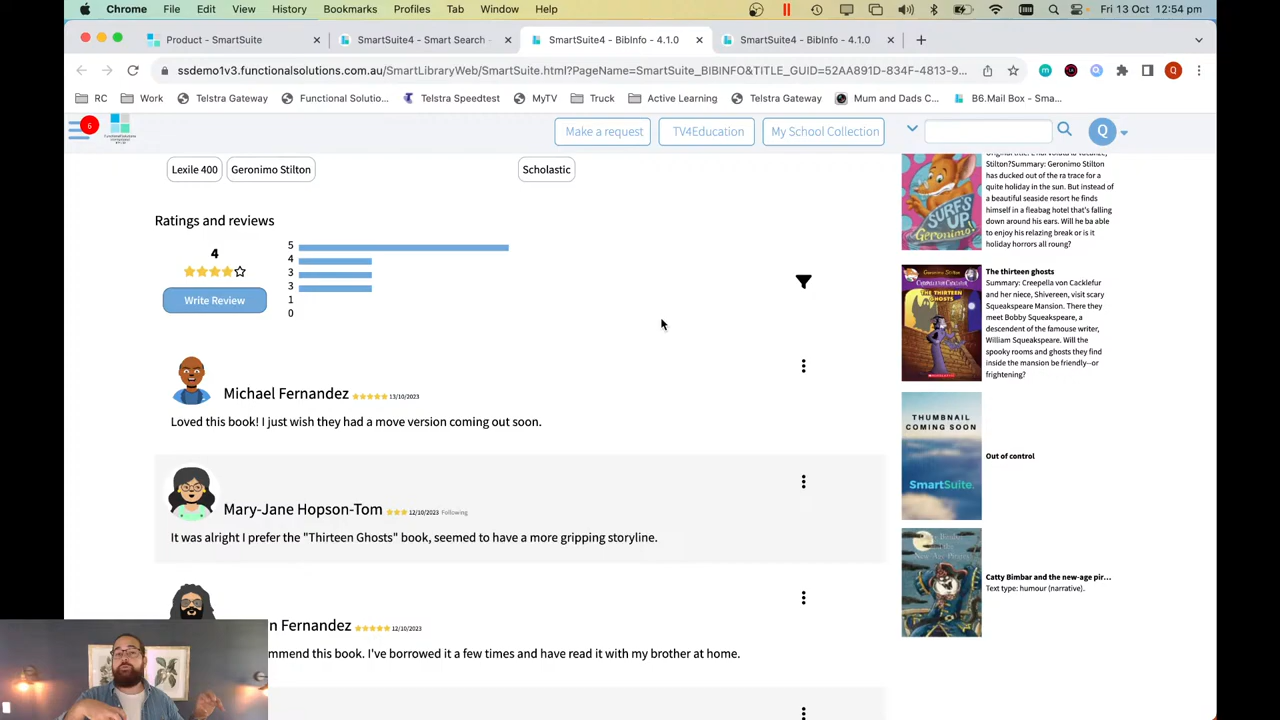 Chrome File Edit View History Bookmarks Profiles Tab Window Help Fri 13 Oct 12:54 pm
Product - SmartSuite
SmartSuite4 - Smart Search -
SmartSuite4 - BibInfo - 4.1.0
SmartSuite4 - BibInfo - 4.1.0
ssdemo1v3.functionalsolutions.com.au/SmartLibraryWeb/SmartSuite.html?PageName=SmartSuite_BIBINFO&TITLE_GUID=52AA891D-834F-4813-9...
RC Work Telstra Gateway Functional Solutio... Telstra Speedtest MyTV Truck Active Learning Telstra Gateway Mum and Dads C... B6.Mail Box - Sma...
6
Make a request
TV4Education
My School Collection
Q
Lexile 400
Geronimo Stilton
Scholastic
Ratings and reviews
4
Write Review
5
4
3
3
1
0
Michael Fernandez 13/10/2023
Loved this book! I just wish they had a move version coming out soon.
Mary-Jane Hopson-Tom 12/10/2023 Following
It was alright I prefer the "Thirteen Ghosts" book, seemed to have a more gripping storyline.
n Fernandez 12/10/2023
mmend this book. I've borrowed it a few times and have read it with my brother at home.
Stilton?Summary: Geronimo Stilton
has ducked out of the ra trace for a
quite holiday in the sun. But instead of
a beautiful seaside resort he finds
himself in a fleabag hotel that's falling
down around his ears. Will he ba able
to enjoy his relazing break or is it
holiday horrors all roung?
SURF'S
UP,
Geronimo!
The thirteen ghosts
Summary: Creepella von Cacklefur
and her niece, Shivereen, visit scary
Squeakspeare Mansion. There they
meet Bobby Squeakspeare, a
descendent of the famouse writer,
William Squeakspeare. Will the
spooky rooms and ghosts they find
inside the mansion be friendly--or
frightening?
THE THIRTEEN
GHOSTS
THUMBNAIL
COMING SOON
SmartSuite.
Out of control
Catty Bimbar and the new-age pir...
Text type: humour (narrative).